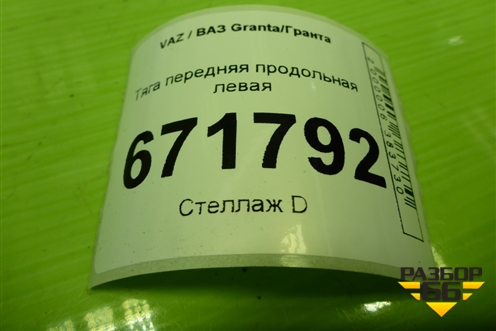 VAZ / ВАЗ Granta/Гранта
Тяга передняя продольная
левая
671792
Стеллаж D
РАЗБОР
66